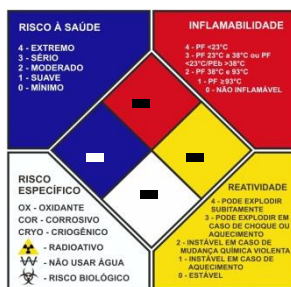 RISCO À SAÚDE
4 - EXTREMO
3 - SÉRIO
2 - MODERADO
1 - SUAVE
0 - MÍNIMO
INFLAMABILIDADE
4 - PF <23°C
3 - PF 23°C a 38°C ou PF
<23°C/PEb >38°C
2 - PF 38°C e 93°C
1 - PF ≥93°C
0 - NÃO INFLAMÁVEL
RISCO
ESPECÍFICO
OX - OXIDANTE
COR - CORROSIVO
CRYO - CRIOGÊNICO
- RADIOATIVO
W - NÃO USAR ÁGUA
- RISCO BIOLÓGICO
REATIVIDADE
4 - PODE EXPLODIR
SUBITAMENTE
3 - PODE EXPLODIR EM
CASO DE CHOQUE OU
AQUECIMENTO
2 - INSTÁVEL EM CASO DE
MUDANÇA QUÍMICA VIOLENTA
1 - INSTÁVEL EM CASO DE
AQUECIMENTO
0 - ESTÁVEL